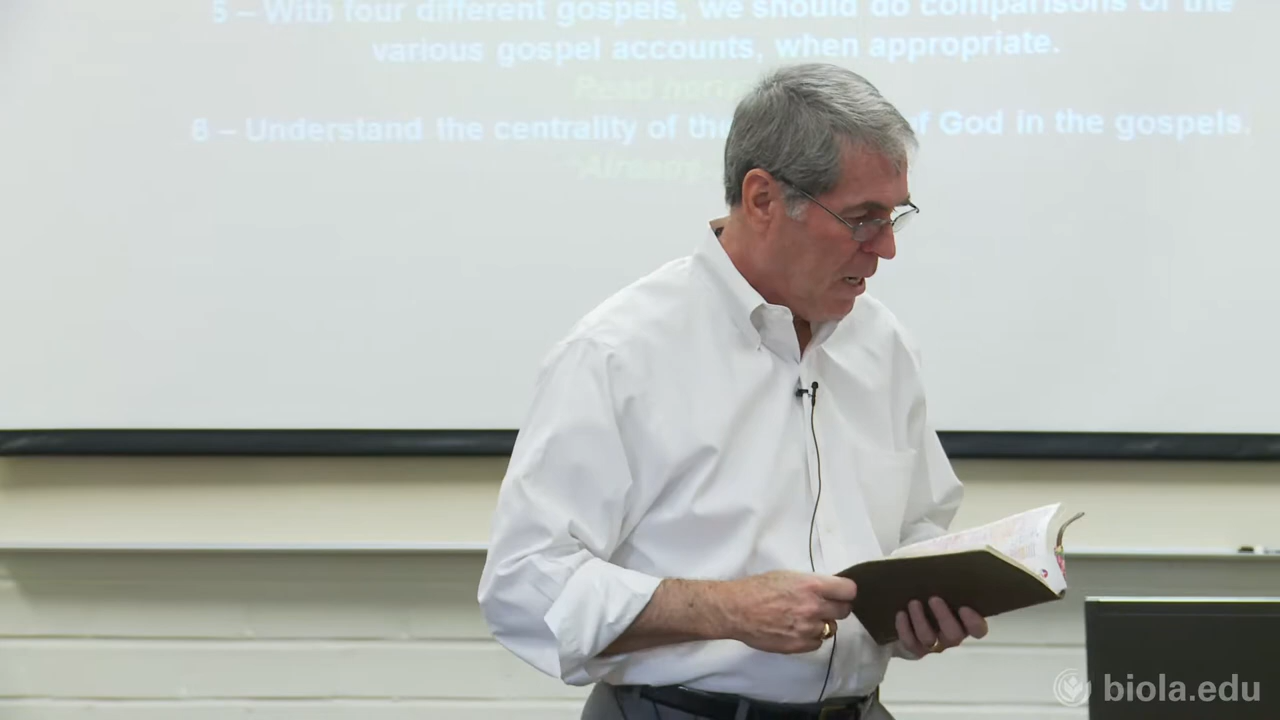 5 – With four different gospels, we should do comparisons of the
various gospel accounts, when appropriate.
Read
6 – Understand the centrality of the of God in the gospels.
biola.edu